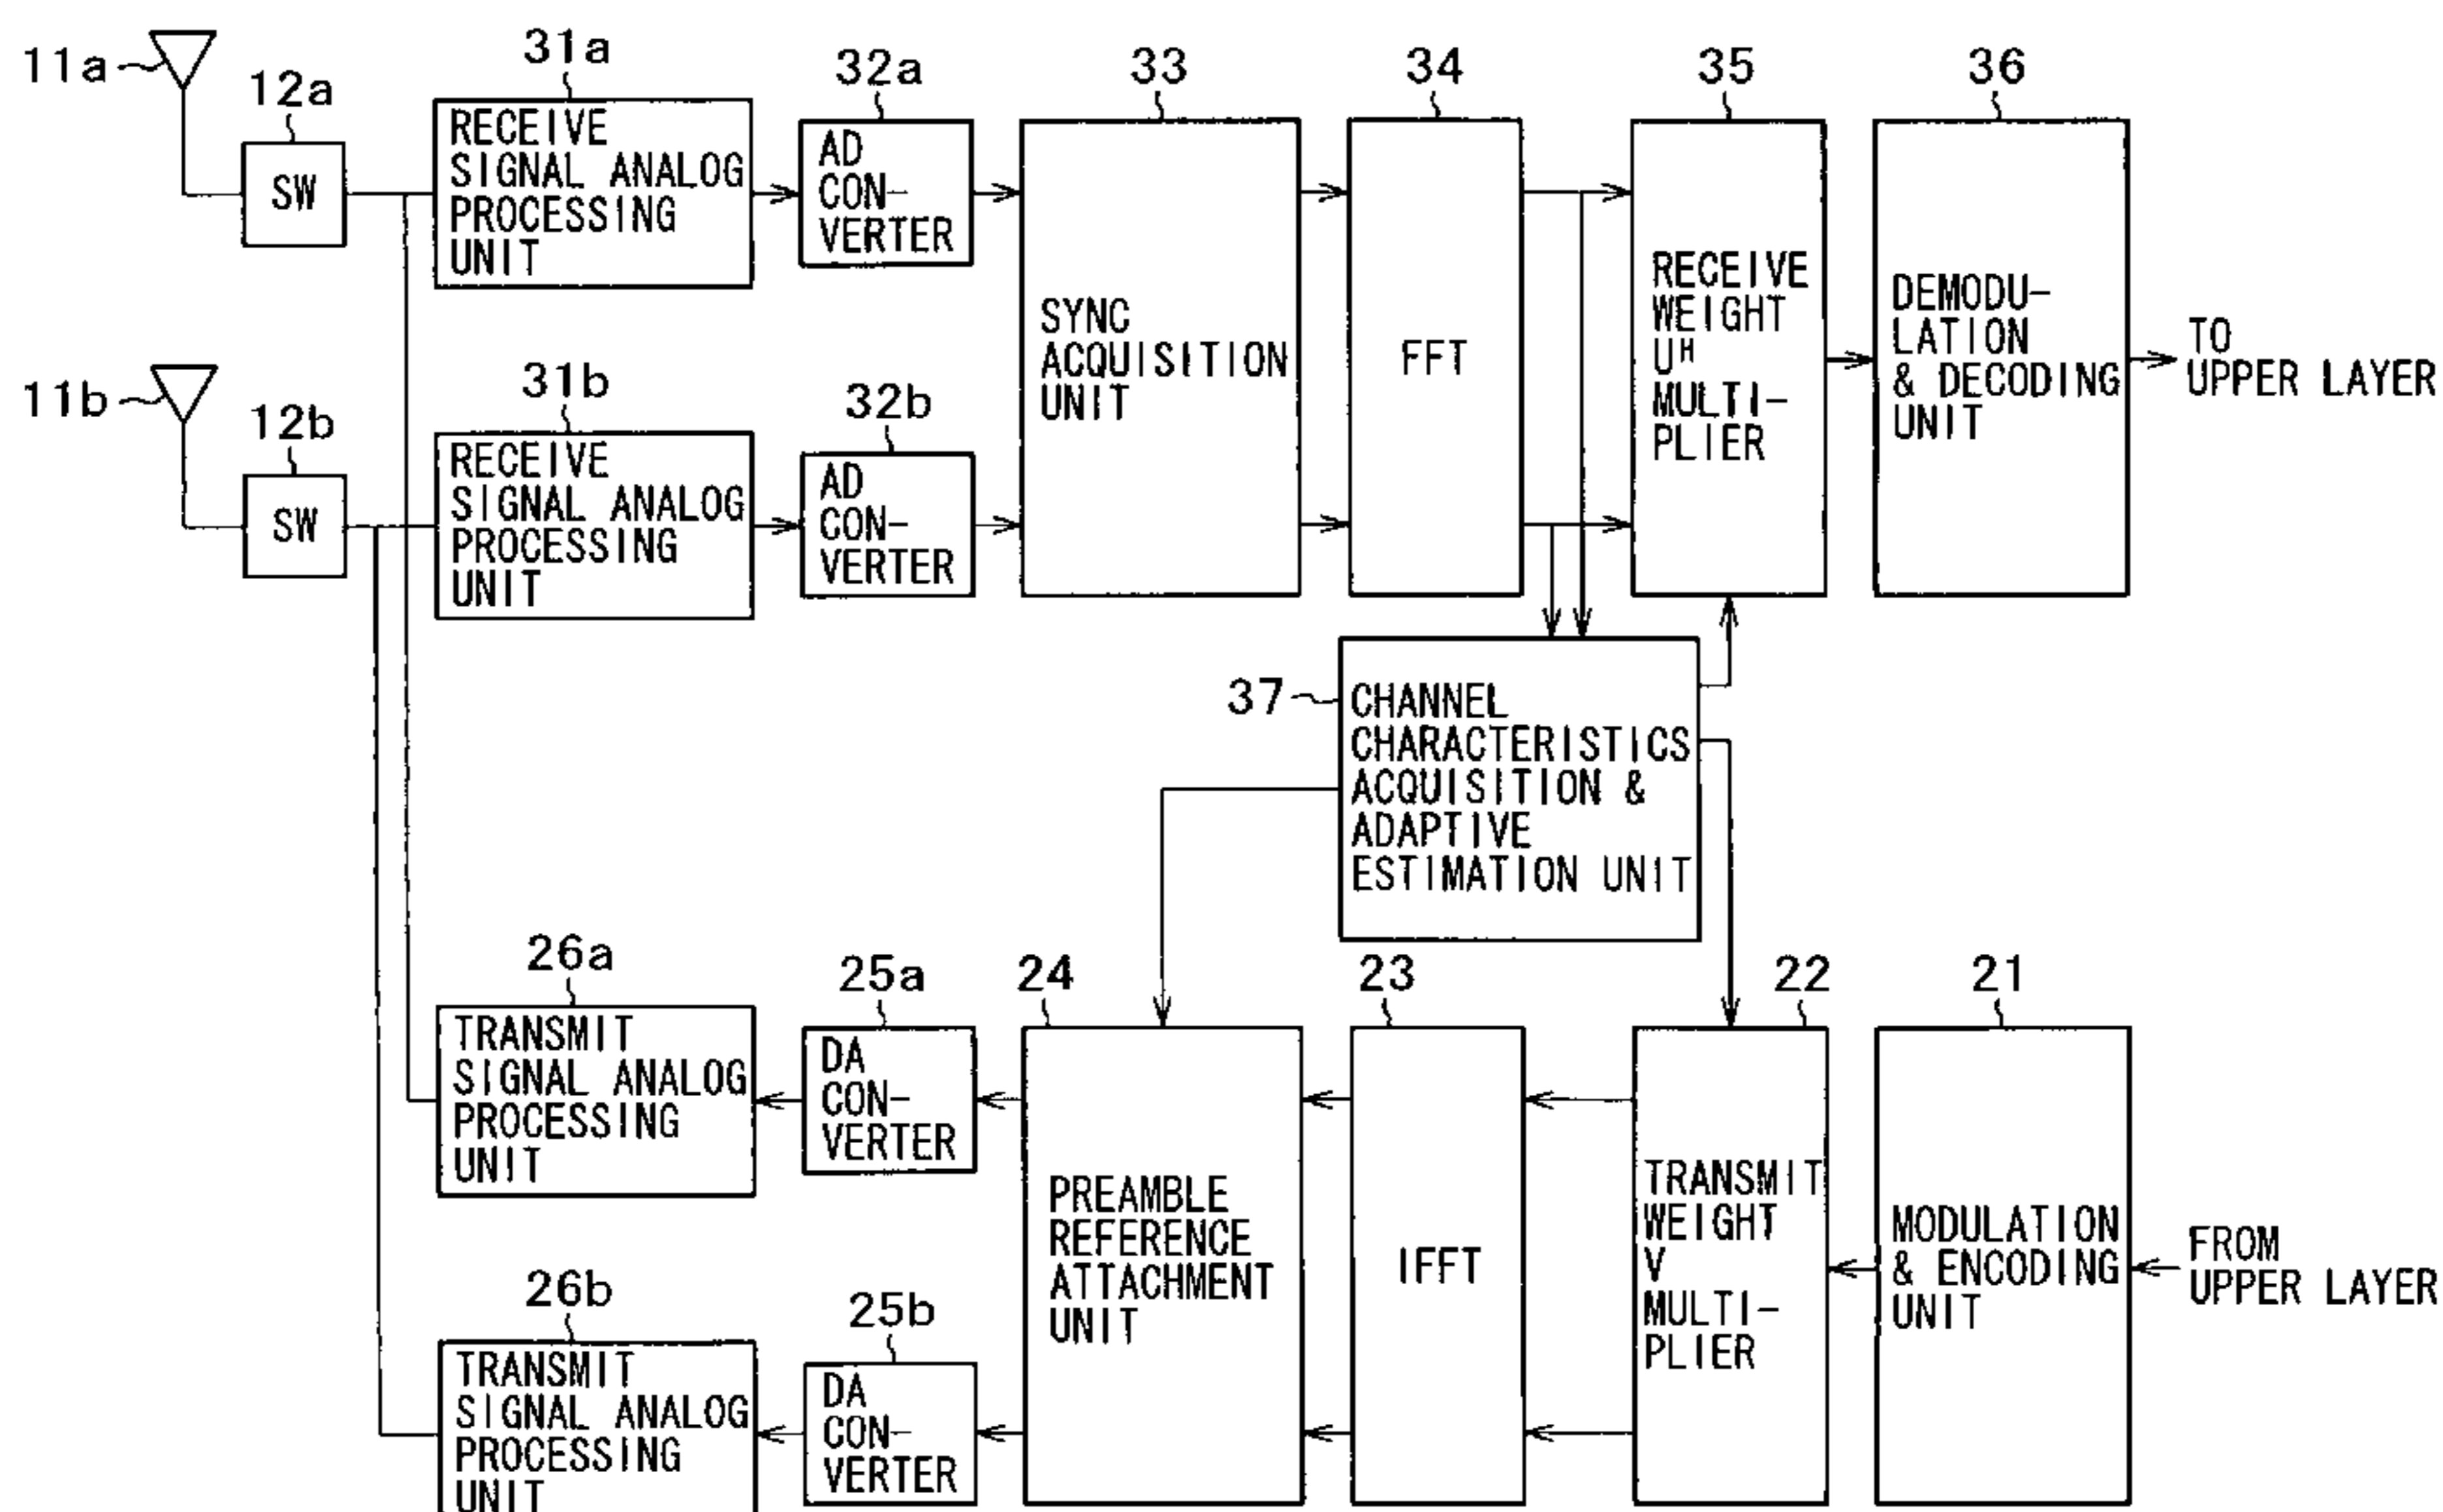 11a
12a
SW
31a
RECEIVE
SIGNAL ANALOG
PROCESSING
UNIT
32a
AD
CON-
VERTER
33
SYNC
ACQUISITION
UNIT
34
FFT
35
RECEIVE
WEIGHT
Uᴴ
MULTI-
PLIER
36
DEMODU-
LATION
& DECODING
UNIT
TO
UPPER LAYER
11b
12b
SW
31b
RECEIVE
SIGNAL ANALOG
PROCESSING
UNIT
32b
AD
CON-
VERTER
37
CHANNEL
CHARACTERISTICS
ACQUISITION &
ADAPTIVE
ESTIMATION UNIT
26a
TRANSMIT
SIGNAL ANALOG
PROCESSING
UNIT
25a
DA
CON-
VERTER
24
PREAMBLE
REFERENCE
ATTACHMENT
UNIT
23
IFFT
22
TRANSMIT
WEIGHT
V
MULTI-
PLIER
21
MODULATION
& ENCODING
UNIT
FROM
UPPER LAYER
26b
TRANSMIT
SIGNAL ANALOG
PROCESSING
UNIT
25b
DA
CON-
VERTER